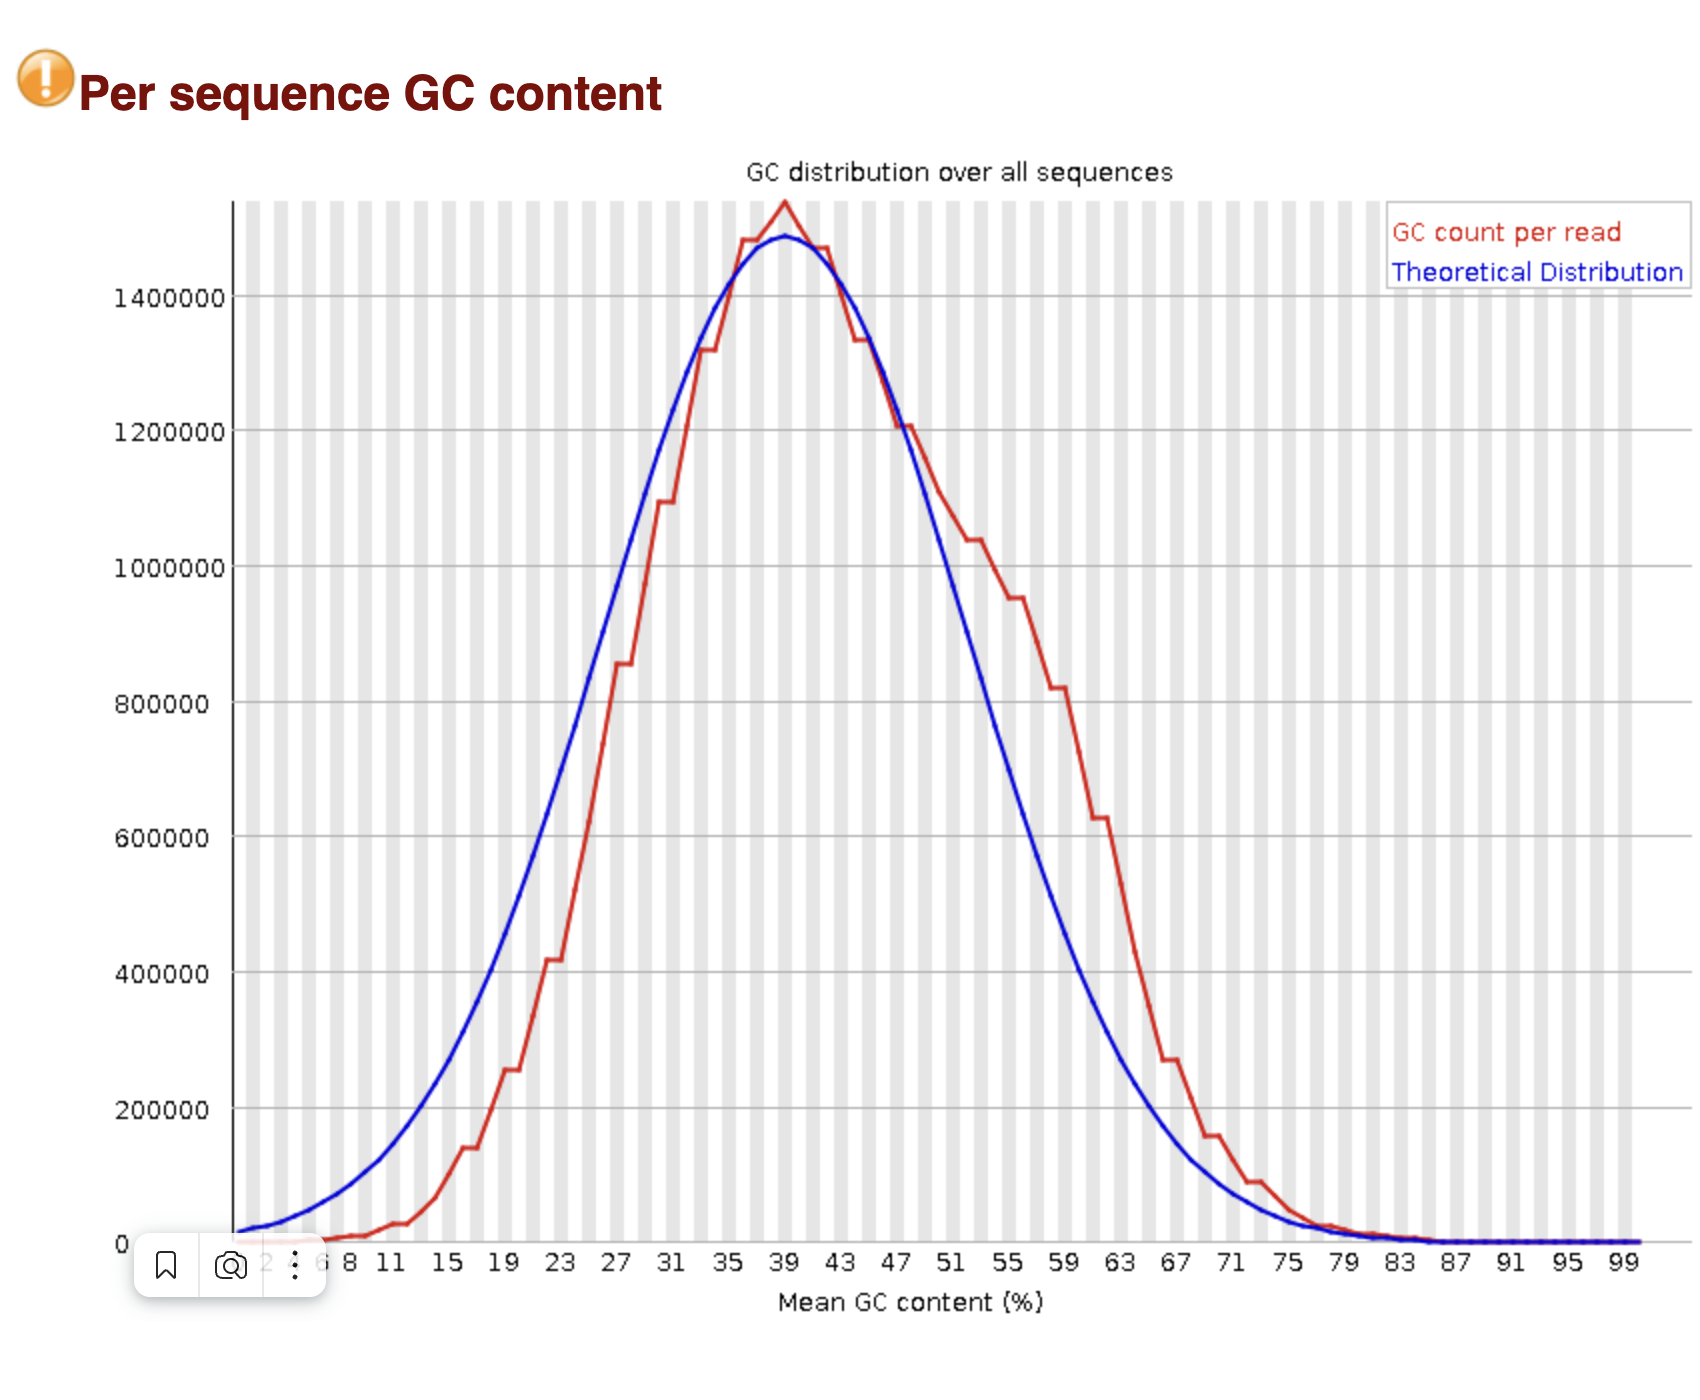 Per sequence GC content
GC distribution over all sequences
GC count per read
Theoretical Distribution
1400000
1200000
1000000
800000
600000
400000
200000
0
2 6 8 11 15 19 23 27 31 35 39 43 47 51 55 59 63 67 71 75 79 83 87 91 95 99
Mean GC content (%)